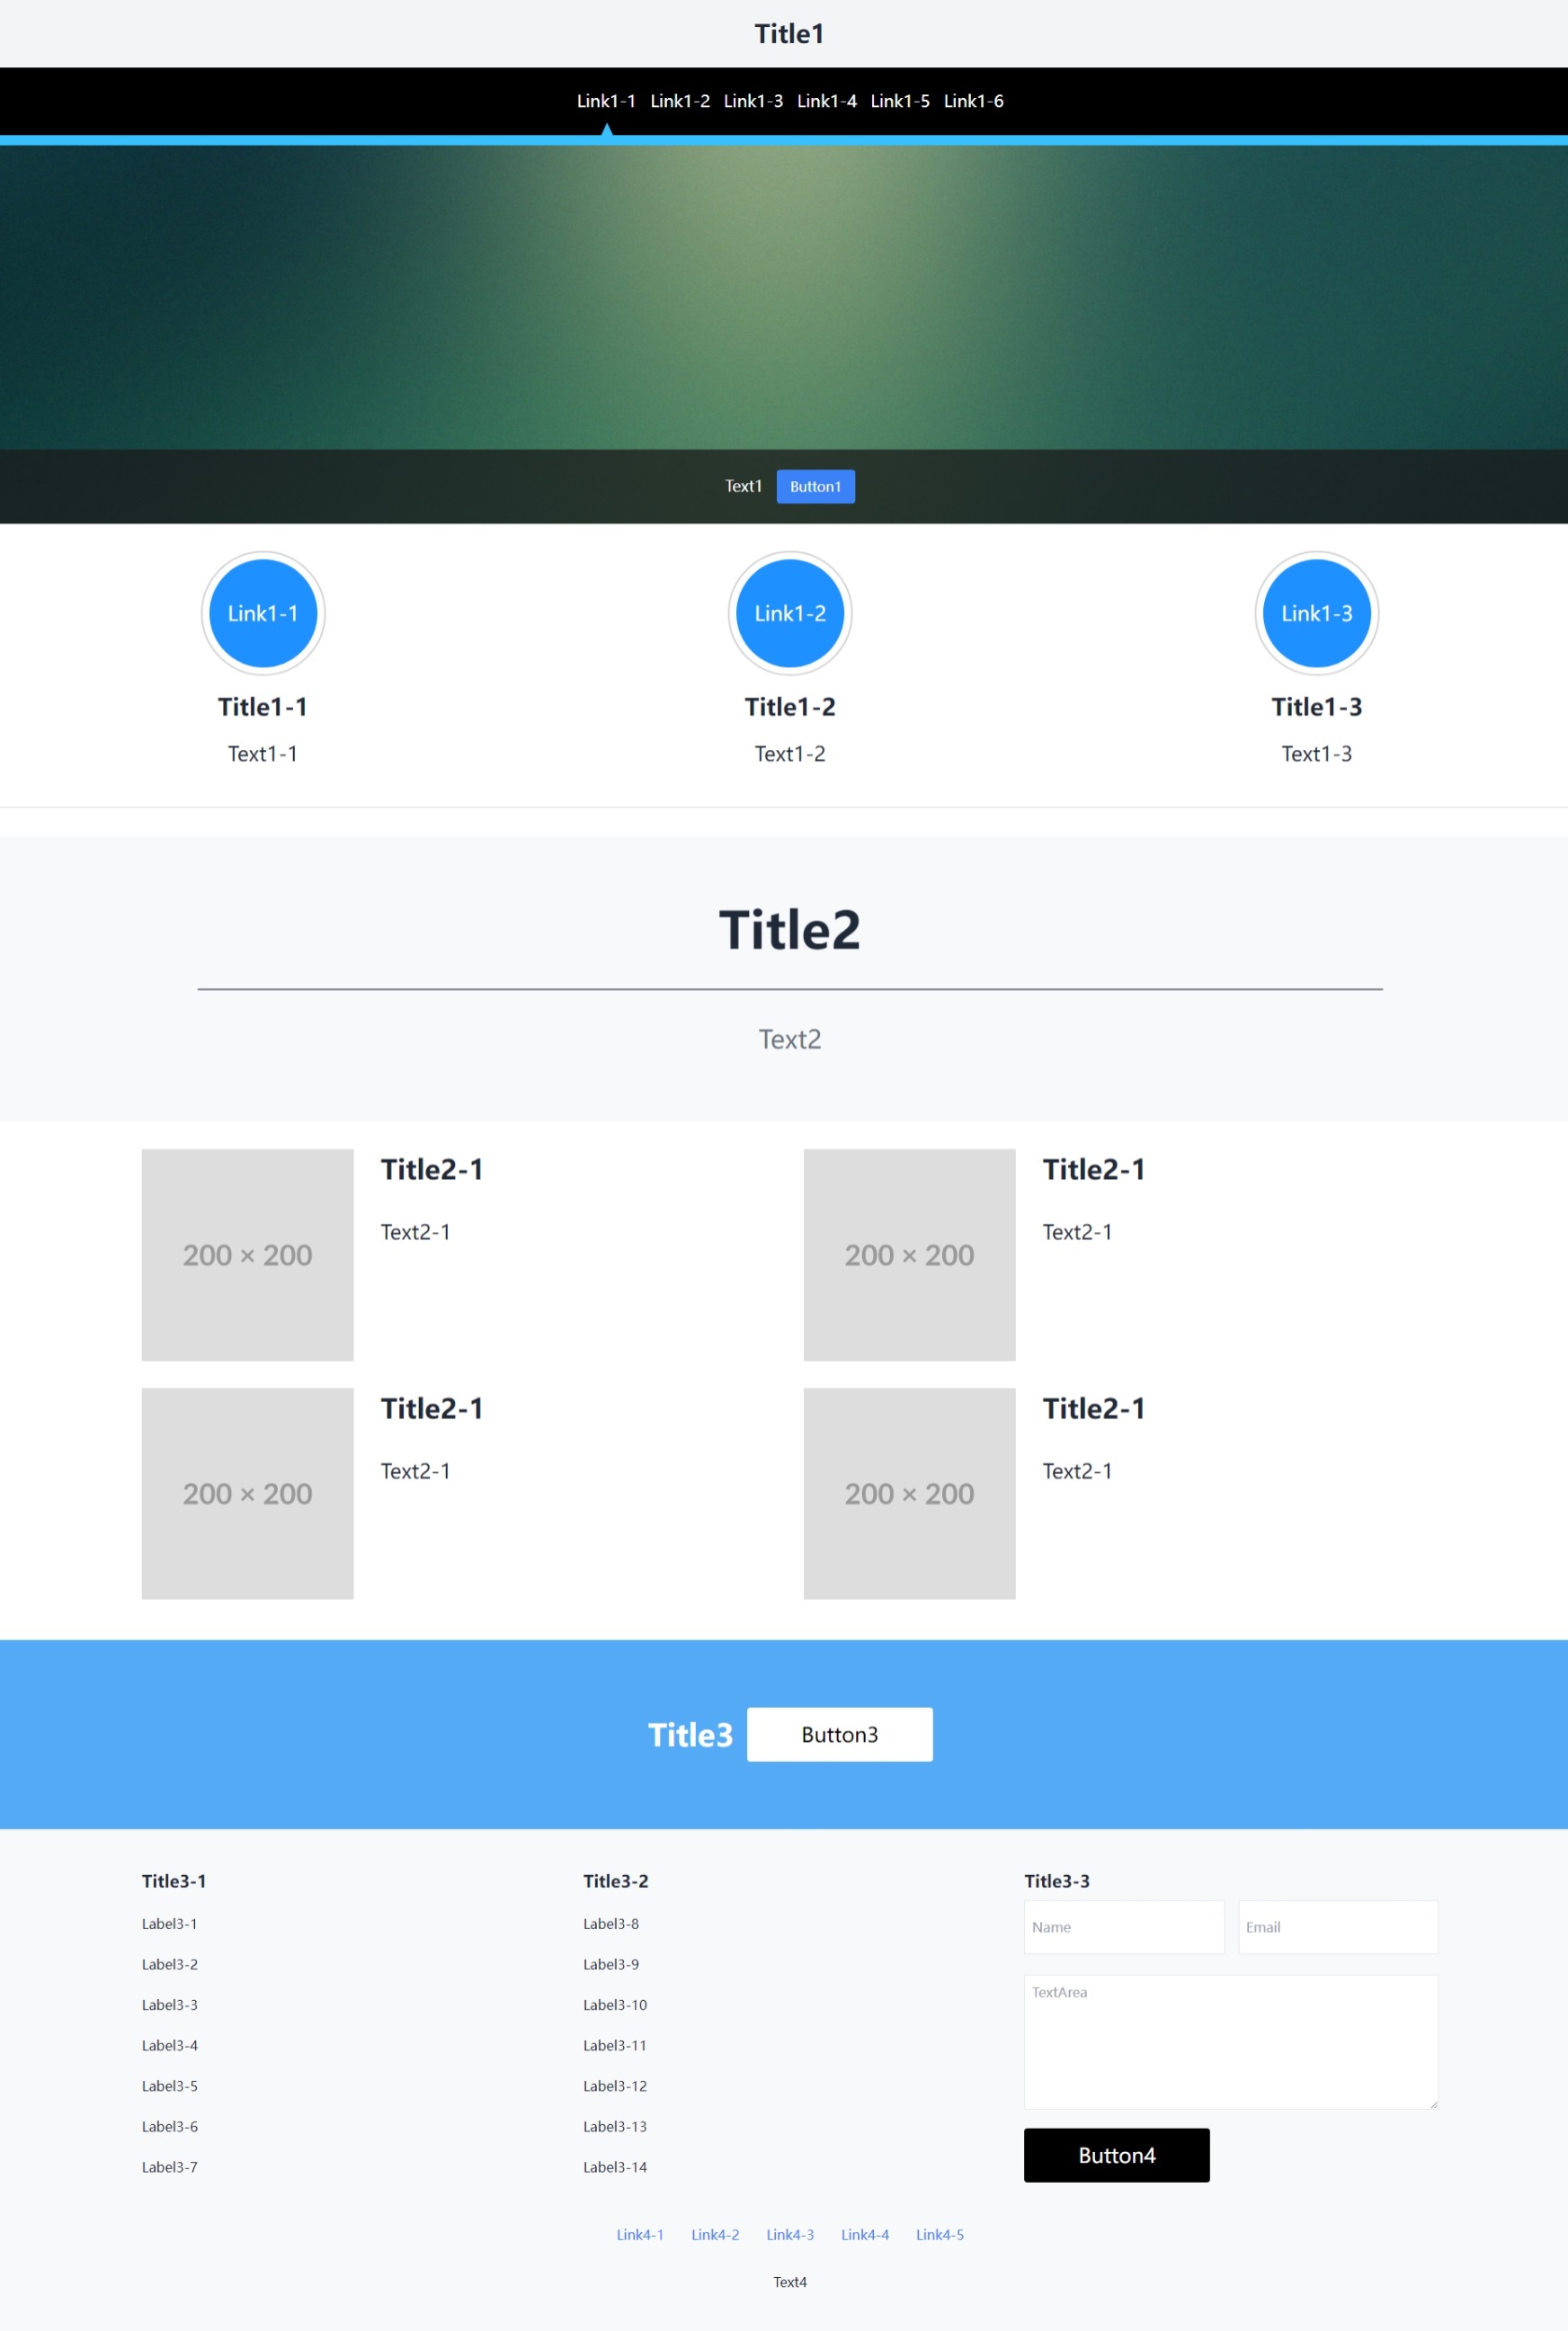 Title1
Link1-1 Link1-2 Link1-3 Link1-4 Link1-5 Link1-6
Text1 Button1
Link1-1 Link1-2 Link1-3
Title1-1 Title1-2 Title1-3
Text1-1 Text1-2 Text1-3
Title2
Text2
200 × 200
Title2-1
Text2-1
200 × 200
Title2-1
Text2-1
200 × 200
Title2-1
Text2-1
200 × 200
Title2-1
Text2-1
Title3 Button3
Title3-1
Label3-1
Label3-2
Label3-3
Label3-4
Label3-5
Label3-6
Label3-7
Title3-2
Label3-8
Label3-9
Label3-10
Label3-11
Label3-12
Label3-13
Label3-14
Title3-3
Name Email
TextArea
Button4
Link4-1 Link4-2 Link4-3 Link4-4 Link4-5
Text4